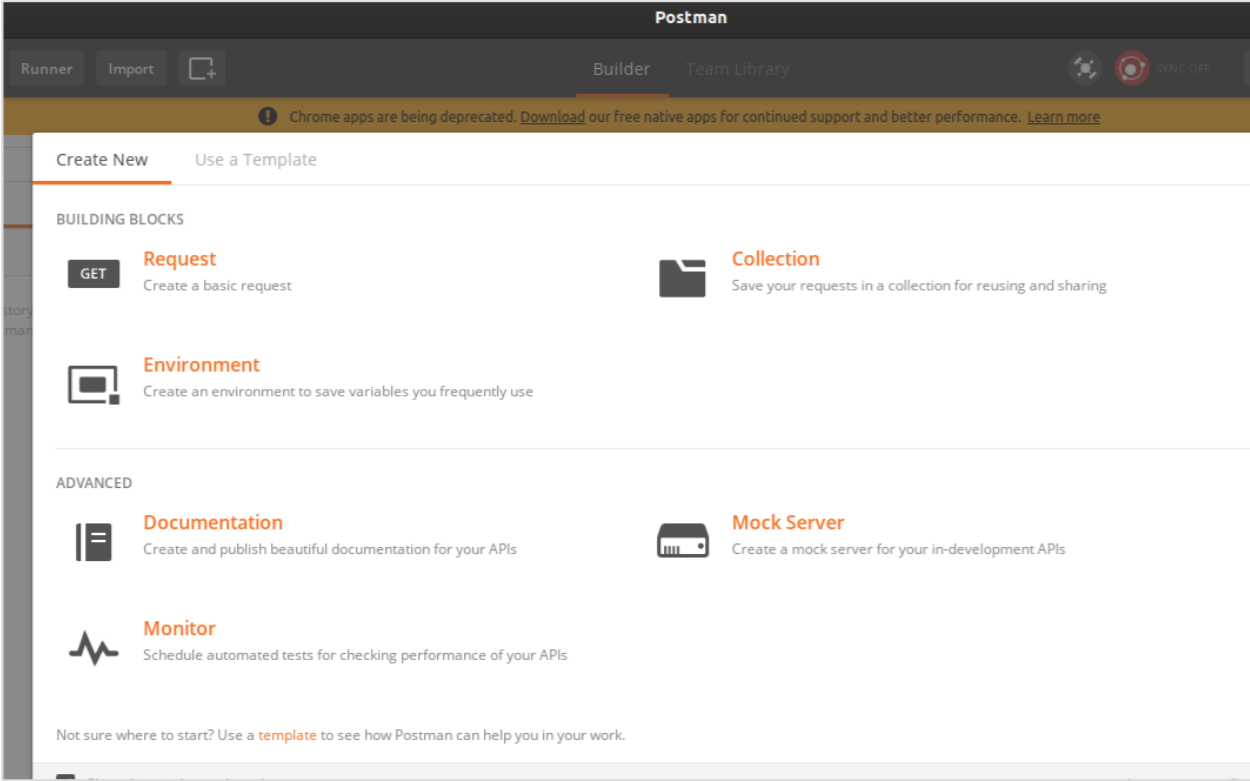 Postman
Runner Import Builder Team Library SYNC OFF
Chrome apps are being deprecated. Download our free native apps for continued support and better performance. Learn more
Create New Use a Template
BUILDING BLOCKS
GET
Request
Create a basic request
Collection
Save your requests in a collection for reusing and sharing
Environment
Create an environment to save variables you frequently use
ADVANCED
Documentation
Create and publish beautiful documentation for your APIs
Mock Server
Create a mock server for your in-development APIs
Monitor
Schedule automated tests for checking performance of your APIs
Not sure where to start? Use a template to see how Postman can help you in your work.